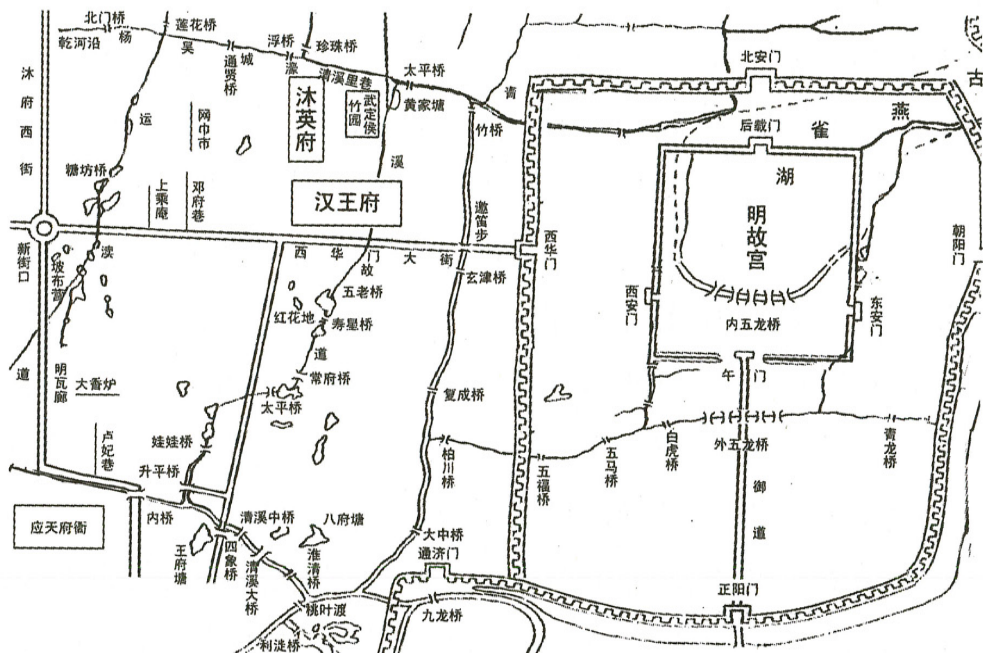 北门桥
莲花桥
杨
吴
城
濠
乾河沿
通贤桥
浮桥
珍珠桥
清溪里巷
太平桥
青
北安门
古
沐府西街
运
网巾市
沐英府
武定侯
竹园
黄家塘
竹桥
后载门
雀
燕
糖坊桥
上乘庵
邓府巷
溪
汉王府
邀笛步
湖
明故宫
朝阳门
新街口
渎
坡布营
西华门大街
故
西华门
玄津桥
五老桥
红花地
寿星桥
西安门
内五龙桥
东安门
道
明瓦廊
大香炉
道
常府桥
太平桥
复成桥
午门
卢妃巷
娃娃桥
升平桥
柏川桥
五福桥
五马桥
白虎桥
外五龙桥
青龙桥
应天府衙
内桥
清溪中桥
八府塘
大中桥
御道
王府塘
四象桥
清溪大桥
淮清桥
通济门
正阳门
桃叶渡
九龙桥
利涉桥